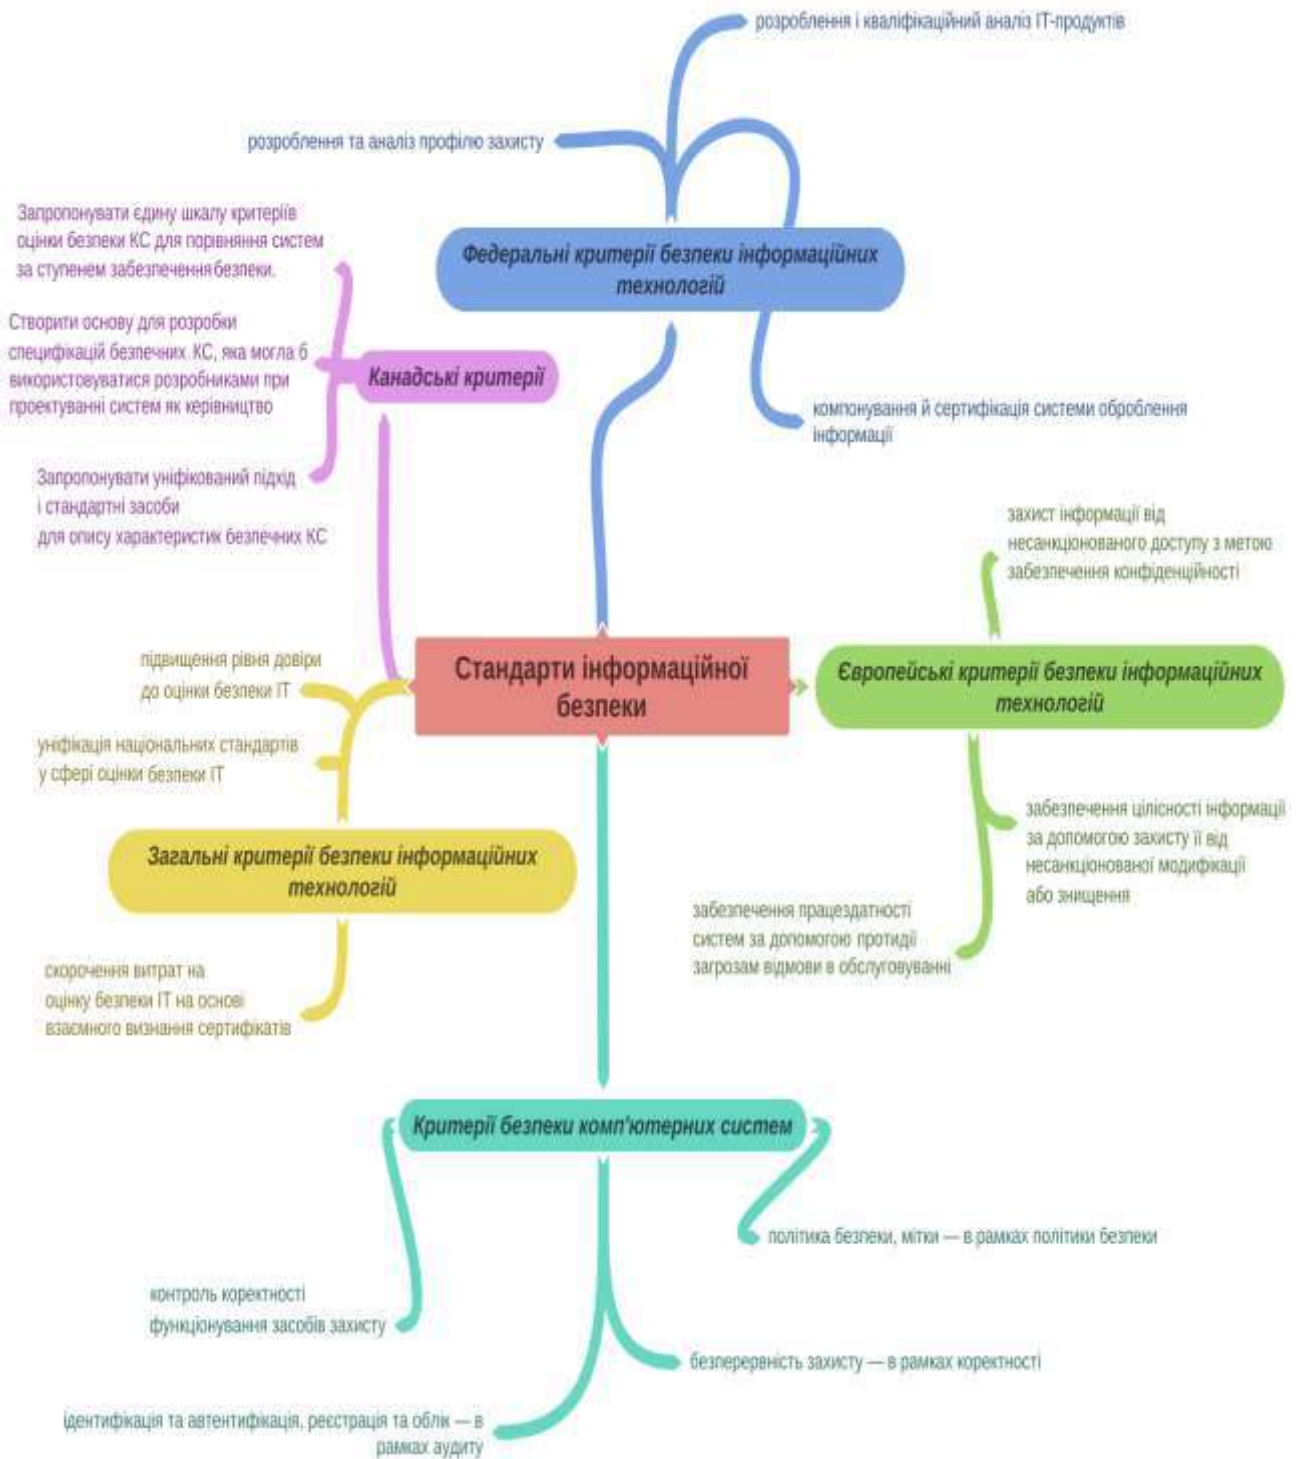 розроблення і кваліфікаційний аналіз ІТ-продуктів
розроблення та аналіз профілю захисту
Федеральні критерії безпеки інформаційних
технологій
компонування й сертифікація системи оброблення
інформації
Запропонувати єдину шкалу критеріїв
оцінки безпеки КС для порівняння систем
за ступенем забезпечення безпеки.
Створити основу для розробки
специфікацій безпечних КС, яка могла б
використовуватися розробниками при
проектуванні систем як керівництво
Запропонувати уніфікований підхід
і стандартні засоби
для опису характеристик безпечних КС
Канадські критерії
захист інформації від
несанкціонованого доступу з метою
забезпечення конфіденційності
Стандарти інформаційної
безпеки
Європейські критерії безпеки інформаційних
технологій
забезпечення цілісності інформації
за допомогою захисту її від
несанкціонованої модифікації
або знищення
забезпечення працездатності
систем за допомогою протидії
загрозам відмови в обслуговуванні
підвищення рівня довіри
до оцінки безпеки ІТ
уніфікація національних стандартів
у сфері оцінки безпеки ІТ
Загальні критерії безпеки інформаційних
технологій
скорочення витрат на
оцінку безпеки ІТ на основі
взаємного визнання сертифікатів
Критерії безпеки комп'ютерних систем
політика безпеки, мітки — в рамках політики безпеки
контроль коректності
функціонування засобів захисту
безперервність захисту — в рамках коректності
ідентифікація та автентифікація, реєстрація та облік — в
рамках аудиту